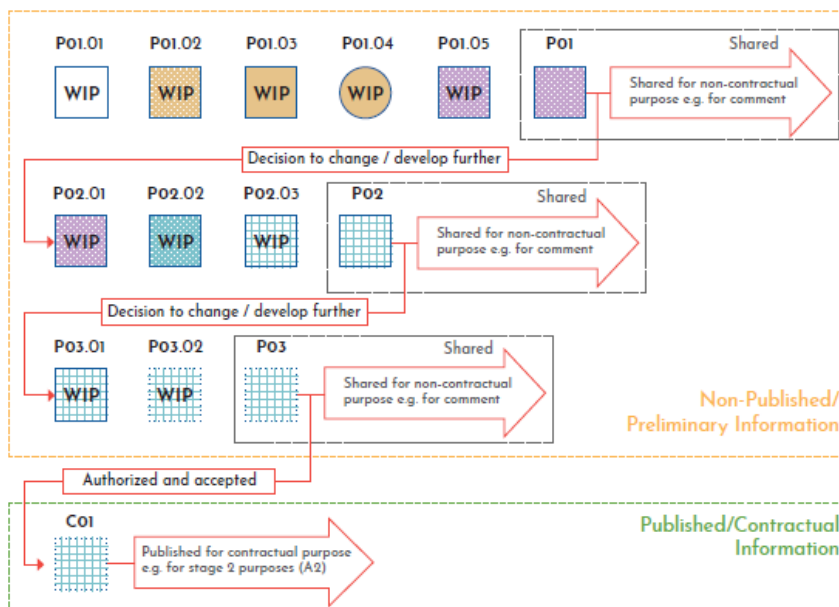 P01.01 P01.02 P01.03 P01.04 P01.05 P01 Shared
WIP WIP WIP WIP WIP
Shared for non-contractual
purpose e.g. for comment
Decision to change / develop further
P02.01 P02.02 P02.03 P02 Shared
WIP WIP WIP
Shared for non-contractual
purpose e.g. for comment
Decision to change / develop further
P03.01 P03.02 P03 Shared
WIP WIP
Shared for non-contractual
purpose e.g. for comment
Non-Published/
Preliminary Information
Authorized and accepted
C01
Published for contractual purpose
e.g. for stage 2 purposes (A2)
Published/Contractual
Information